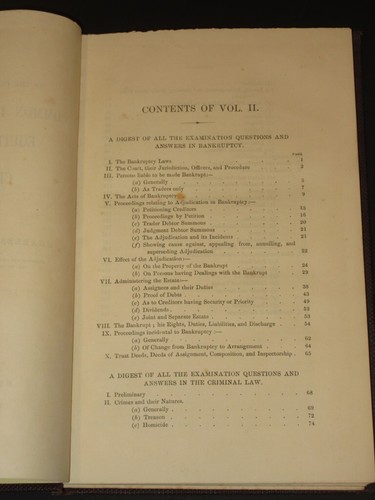 CONTENTS OF VOL. II.
A DIGEST OF ALL THE EXAMINATION QUESTIONS AND
ANSWERS IN BANKRUPTCY.
PAGE
I. The Bankruptcy Laws 1
II. The Court, their Jurisdiction, Officers, and Procedure 2
III. Persons liable to be made Bankrupt:—
(a) Generally 5
(b) As Traders only 7
IV. The Acts of Bankruptcy 9
V. Proceedings relating to Adjudication in Bankruptcy:—
(a) Petitioning Creditors 15
(b) Proceedings by Petition 16
(c) Trader Debtor Summons 20
(d) Judgment Debtor Summons 21
(e) The Adjudication and its Incidents 21
(f) Showing cause against, appealing from, annulling, and
superseding Adjudication 22
VI. Effect of the Adjudication:—
(a) On the Property of the Bankrupt 24
(b) On Persons having Dealings with the Bankrupt 29
VII. Administering the Estate:—
(a) Assignees and their Duties
(b) Proof of Debts
(c) As to Creditors having Security or Priority
(d) Dividends
(e) Joint and Separate Estate
VIII. The Bankrupt; his Rights, Duties, Liabilities, and Discharge 54
IX. Proceedings incidental to Bankruptcy:—
(a) Generally
(b) Of Change from Bankruptcy to Arrangement
X. Trust Deeds, Deeds of Assignment, Composition, and Inspectorship
A DIGEST OF ALL THE EXAMINATION QUESTIONS AND
ANSWERS IN THE CRIMINAL LAW.
I. Preliminary 68
II. Crimes and their Natures.
(a) Generally 69
(b) Treason 72
(c) Homicide 74